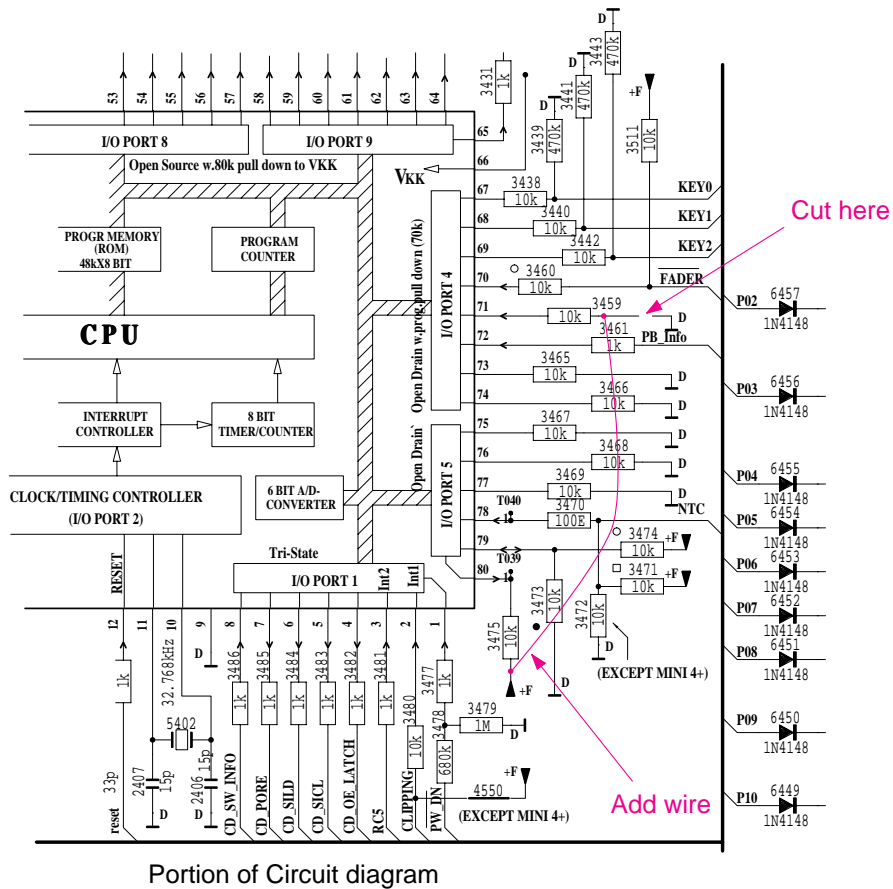 53 54 55 56 57 58 59 60 61 62 63 64
3431 1k
3443 470k
3441 470k
3439 470k
3511 10k
D D D +F
I/O PORT 8
I/O PORT 9
65
Open Source w.80k pull down to VKK
VKK
66
67 3438 10k KEY0
68 3440 10k KEY1
69 3442 10k KEY2
70 3460 10k FADER
71 3459 10k D
72 3461 1k PB_Info
73 3465 10k D
74 3466 10k D
75 3467 10k D
76 3468 10k D
77 3469 10k D
78 T040 1 3470 100E NTC
79 3474 10k +F
80 T039 1 3471 10k +F
PROGR MEMORY
(ROM)
48kX8 BIT
PROGRAM
COUNTER
Open Drain w.prog.pull down (70k)
I/O PORT 4
CPU
INTERRUPT
CONTROLLER
8 BIT
TIMER/COUNTER
Open Drain`
I/O PORT 5
CLOCK/TIMING CONTROLLER
(I/O PORT 2)
6 BIT A/D-
CONVERTER
RESET
Tri-State
I/O PORT 1
Int2
Int1
Cut here
P02 6457 1N4148
P03 6456 1N4148
P04 6455 1N4148
P05 6454 1N4148
P06 6453 1N4148
P07 6452 1N4148
P08 6451 1N4148
P09 6450 1N4148
P10 6449 1N4148
12 11 10 9 8 7 6 5 4 3 2 1
3475 10k +F
3473 10k D
3472 10k D
(EXCEPT MINI 4+)
1k
32.768kHz
D
3486 1k
3485 1k
3484 1k
3483 1k
3482 1k
3481 1k
3480 10k
3477 1k
3478 680k
3479 1M D
5402
33p
2407 15p D
2406 15p D
4550 +F
(EXCEPT MINI 4+)
reset
CD_SW_INFO
CD_PORE
CD_SILD
CD_SICL
CD_OE_LATCH
RC5
CLIPPING
PW_DN
Add wire
Portion of Circuit diagram